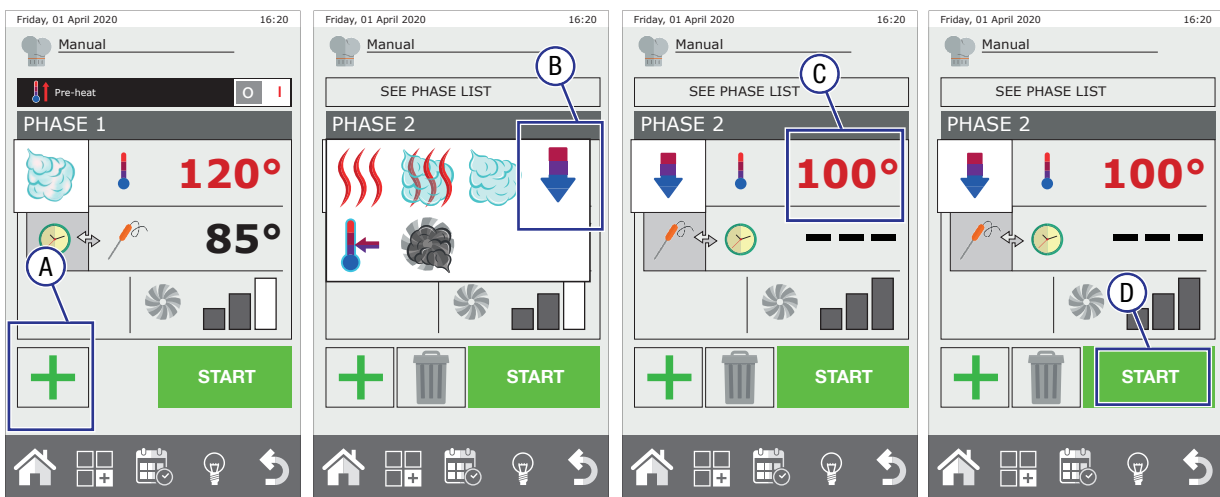 Friday, 01 April 2020 16:20
Manual
Pre-heat O I
PHASE 1
120°
85°
A
START
Friday, 01 April 2020 16:20
Manual
B
SEE PHASE LIST
PHASE 2
START
Friday, 01 April 2020 16:20
Manual
C
SEE PHASE LIST
PHASE 2
100°
---
START
Friday, 01 April 2020 16:20
Manual
SEE PHASE LIST
PHASE 2
100°
---
D
START